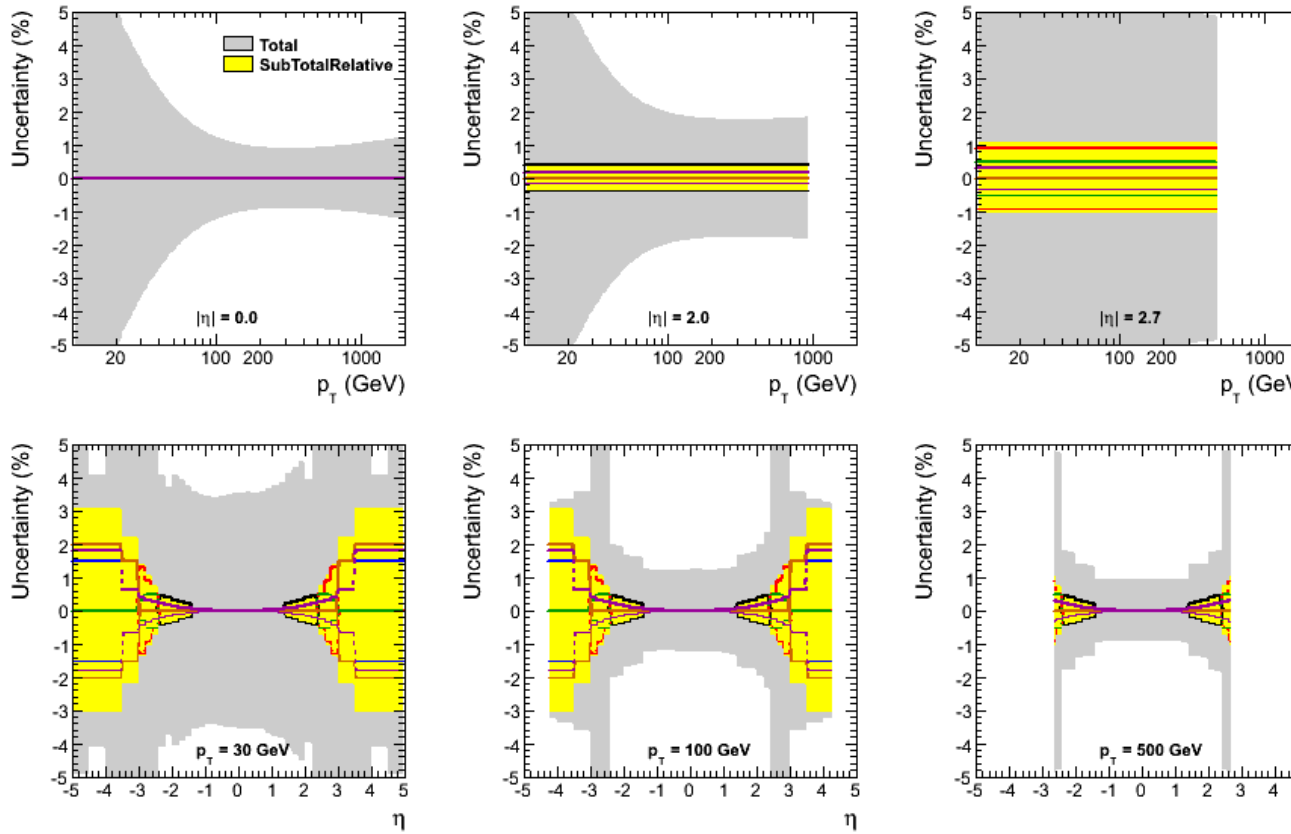 Uncertainty (%)
5
4
3
2
1
0
-1
-2
-3
-4
-5
Total
SubTotalRelative
|η| = 0.0
20 100 200 1000
p_T (GeV)
Uncertainty (%)
5
4
3
2
1
0
-1
-2
-3
-4
-5
|η| = 2.0
20 100 200 1000
p_T (GeV)
Uncertainty (%)
5
4
3
2
1
0
-1
-2
-3
-4
-5
|η| = 2.7
20 100 200 1000
p_T (GeV
Uncertainty (%)
5
4
3
2
1
0
-1
-2
-3
-4
-5
p_T = 30 GeV
-5 -4 -3 -2 -1 0 1 2 3 4 5
η
Uncertainty (%)
5
4
3
2
1
0
-1
-2
-3
-4
-5
p_T = 100 GeV
-5 -4 -3 -2 -1 0 1 2 3 4 5
η
Uncertainty (%)
5
4
3
2
1
0
-1
-2
-3
-4
-5
p_T = 500 GeV
-5 -4 -3 -2 -1 0 1 2 3 4